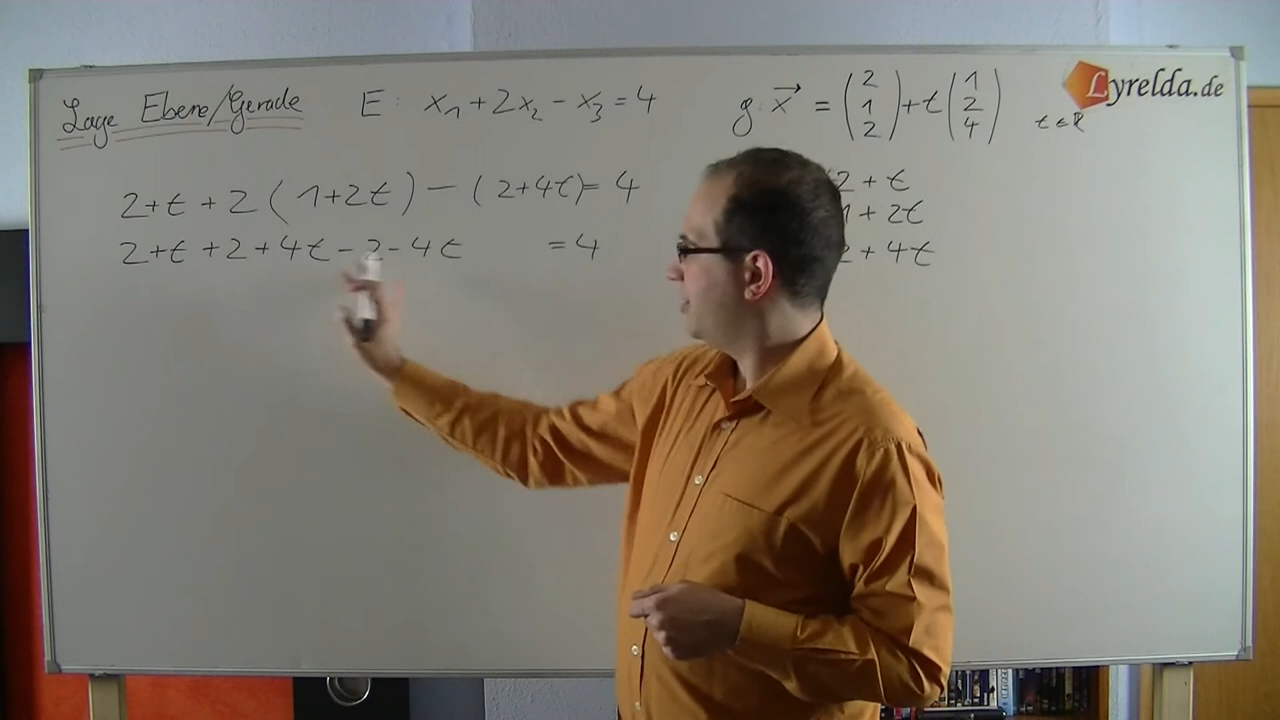 Lage Ebene/Gerade E: x₁+2x₂-x₃=4 g: x⃗ = (2 1 2) + t (1 2 4) t∈ℝ
Lyrelda.de
2+t+2(1+2t)-(2+4t)=4
2+t
2+t+2+4t-2-4t =4
1+2t
2+4t